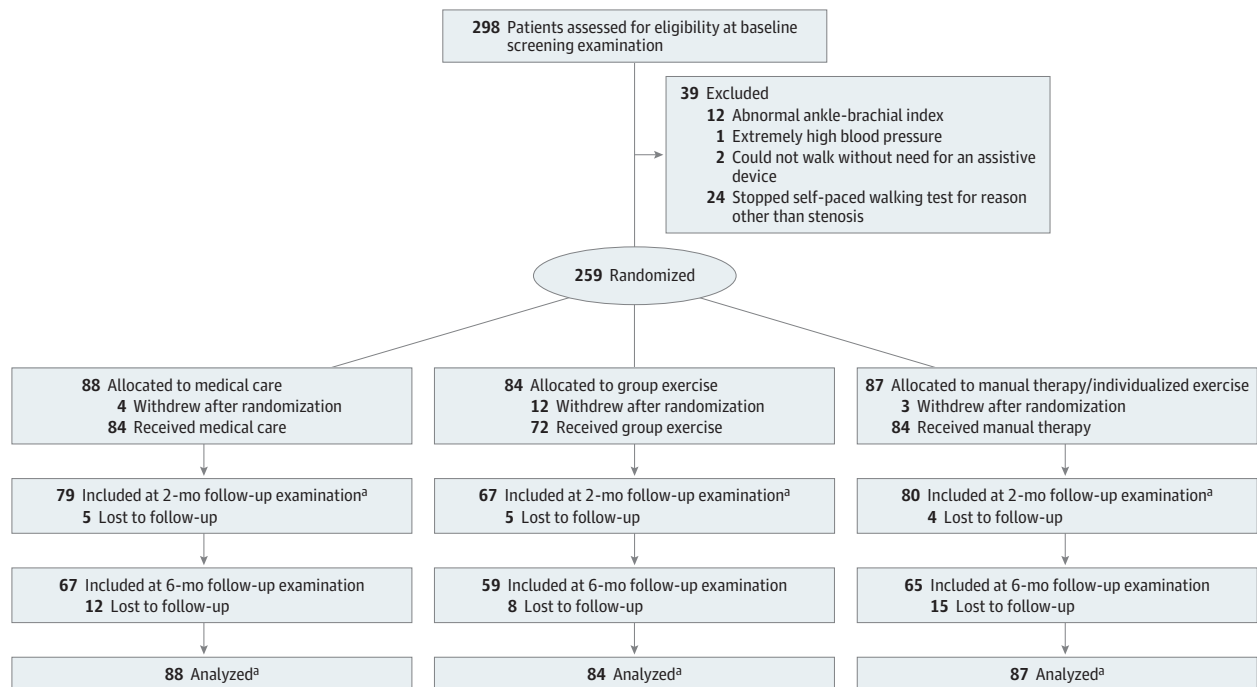 298 Patients assessed for eligibility at baseline
screening examination
39 Excluded
12 Abnormal ankle-brachial index
1 Extremely high blood pressure
2 Could not walk without need for an assistive
device
24 Stopped self-paced walking test for reason
other than stenosis
259 Randomized
88 Allocated to medical care
4 Withdrew after randomization
84 Received medical care
84 Allocated to group exercise
12 Withdrew after randomization
72 Received group exercise
87 Allocated to manual therapy/individualized exercise
3 Withdrew after randomization
84 Received manual therapy
79 Included at 2-mo follow-up examinationa
5 Lost to follow-up
67 Included at 2-mo follow-up examinationa
5 Lost to follow-up
80 Included at 2-mo follow-up examinationa
4 Lost to follow-up
67 Included at 6-mo follow-up examination
12 Lost to follow-up
59 Included at 6-mo follow-up examination
8 Lost to follow-up
65 Included at 6-mo follow-up examination
15 Lost to follow-up
88 Analyzeda
84 Analyzeda
87 Analyzeda